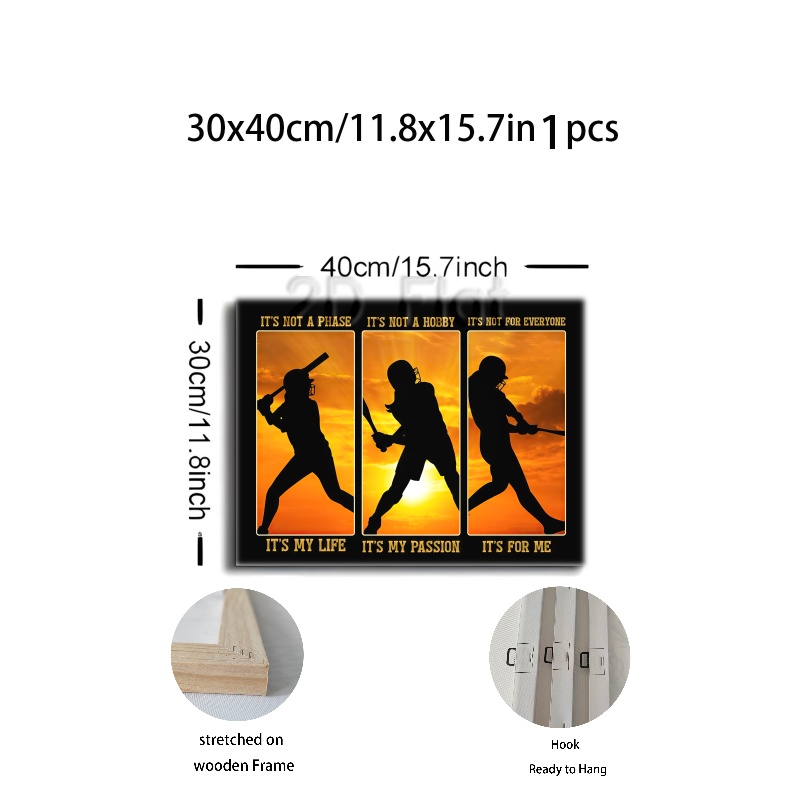 30x40cm/11.8x15.7in 1pcs
40cm/15.7inch
2D Flat
30cm/11.8inch
IT'S NOT A PHASE
IT'S NOT A HOBBY
IT'S NOT FOR EVERYONE
IT'S MY LIFE
IT'S MY PASSION
IT'S FOR ME
stretched on
wooden Frame
Hook
Ready to Hang